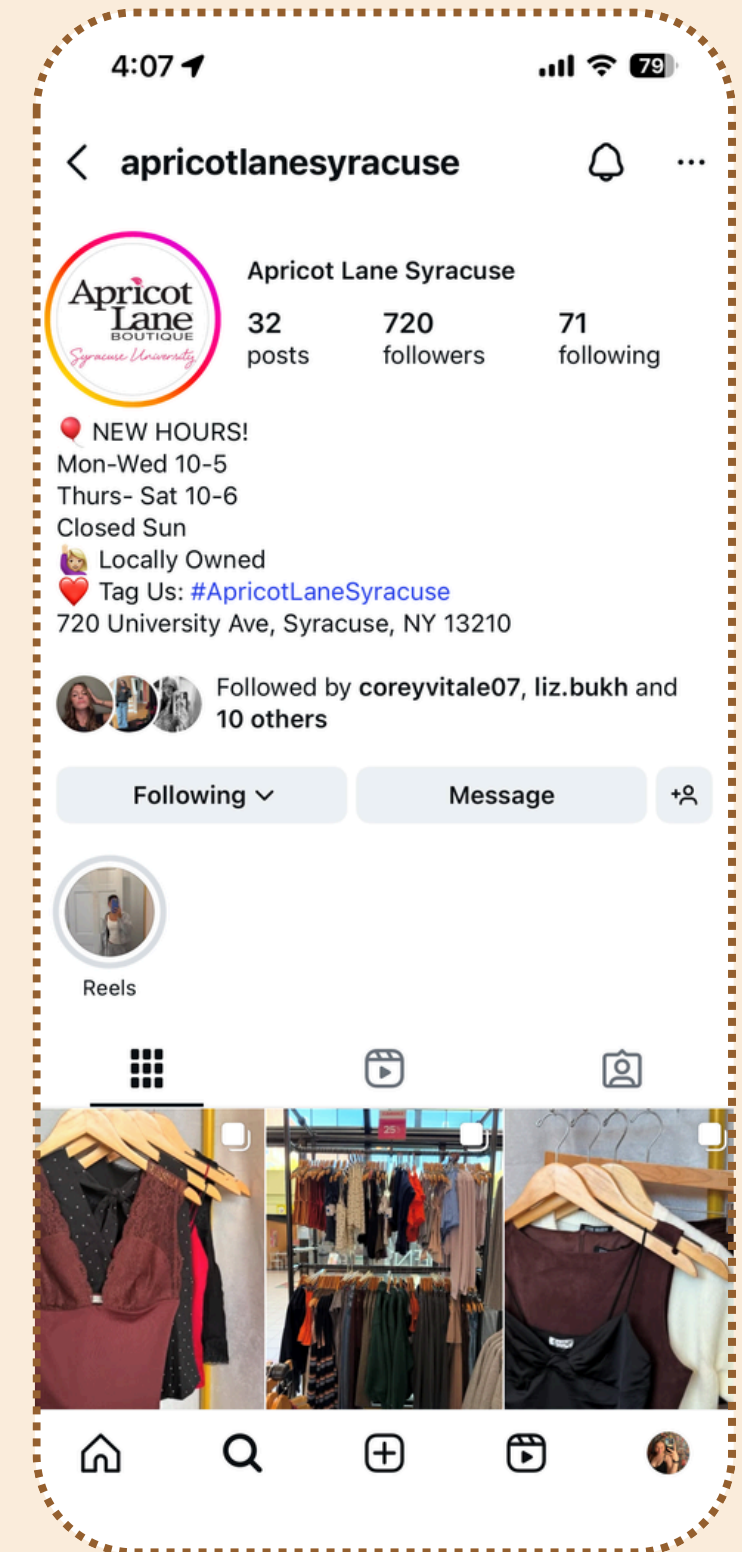 4:07
79
apricotlanesyracuse
Apricot
Lane
BOUTIQUE
Syracuse University
Apricot Lane Syracuse
32 720 71
posts followers following
🎈 NEW HOURS!
Mon-Wed 10-5
Thurs- Sat 10-6
Closed Sun
🙋🏼‍♀️ Locally Owned
❤️ Tag Us: #ApricotLaneSyracuse
720 University Ave, Syracuse, NY 13210
Followed by coreyvitale07, liz.bukh and
10 others
Following Message
Reels
25